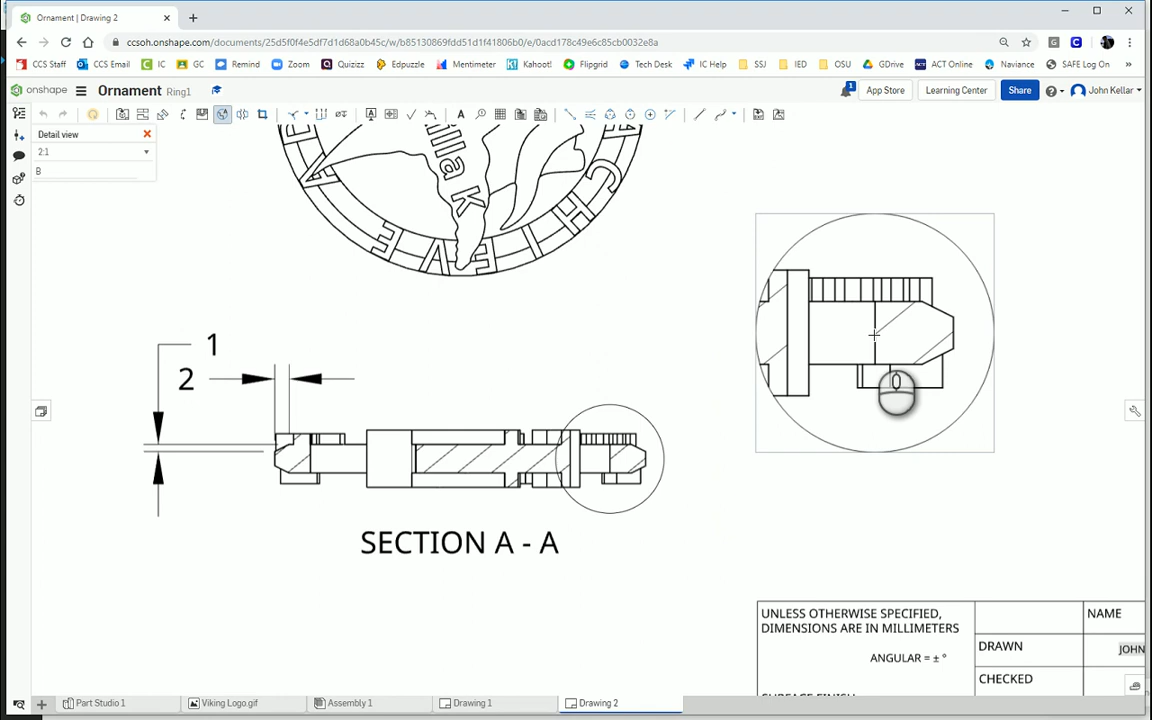 Ornament | Drawing 2
ccsoh.onshape.com/documents/25d5f0f4e5df7d1d68a0b45c/w/b85130869fdd51d1f41806b0/e/0acd178c49e6c85cb0032e8a
CCS Staff CCS Email IC GC Remind Zoom Quizizz Edpuzzle Mentimeter Kahoot! Flipgrid Tech Desk IC Help SSJ IED OSU GDrive ACT Online Naviance SAFE Log On »
onshape Ornament Ring1 1 App Store Learning Center Share John Kellar
Detail view
2:1
B
illa K
ACHIEVE
1
2
SECTION A - A
UNLESS OTHERWISE SPECIFIED,
DIMENSIONS ARE IN MILLIMETERS
ANGULAR = ± °
NAME
DRAWN JOHN
CHECKED
Part Studio 1 Viking Logo.gif Assembly 1 Drawing 1 Drawing 2